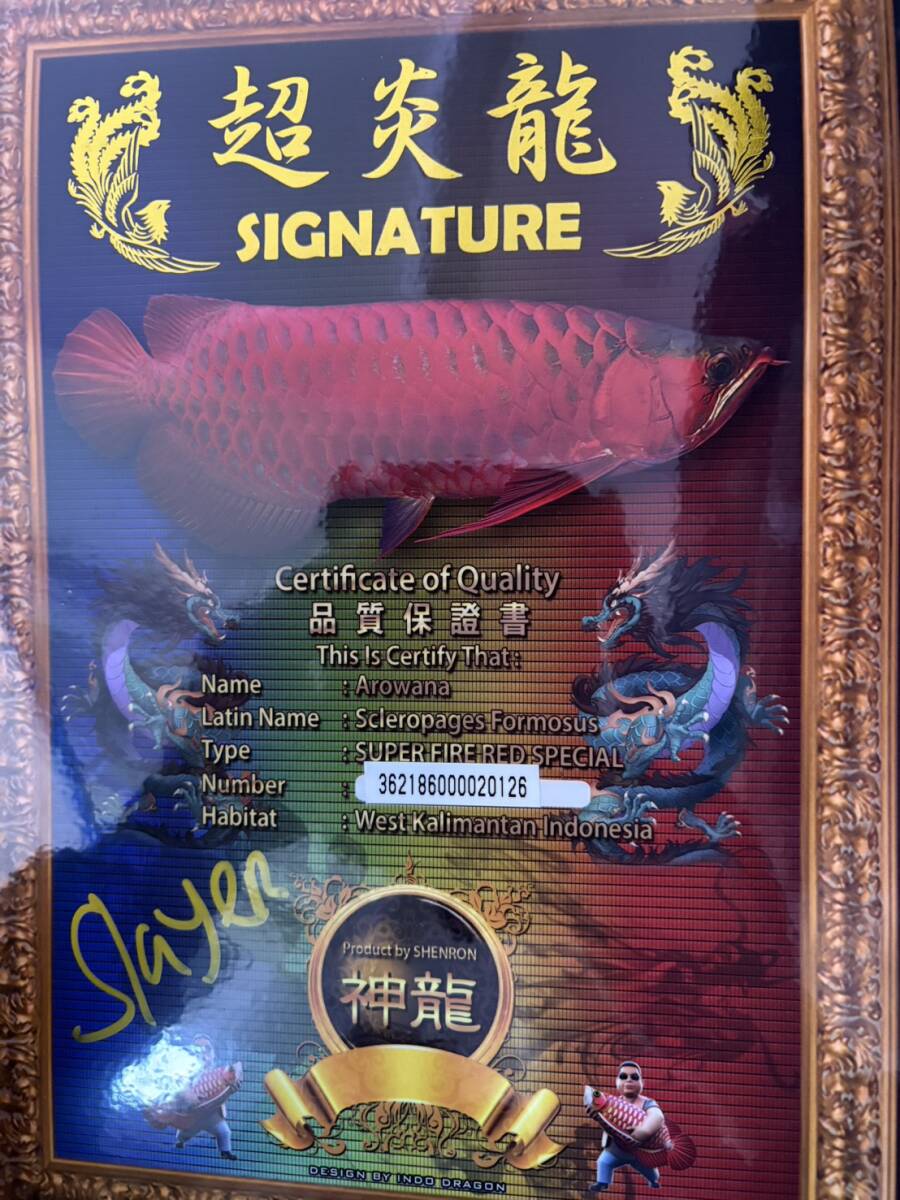 超炎龍
SIGNATURE
Certificate of Quality
品質保證書
This Is Certify That :
Name : Arowana
Latin Name : Scleropages Formosus
Type : SUPER FIRE RED SPECIAL
Number : 362186000020126
Habitat : West Kalimantan Indonesia
Slayer
Product by SHENRON
神龍
DESIGN BY INDO DRAGON